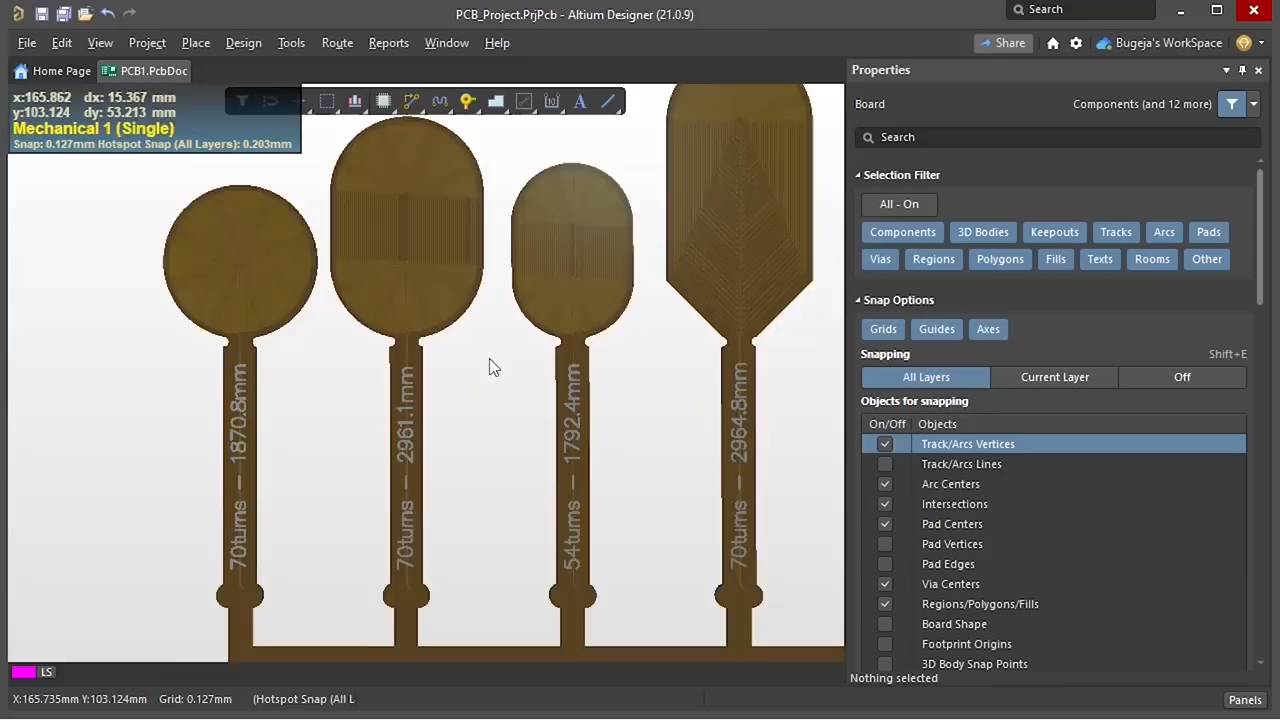 PCB_Project.PrjPcb - Altium Designer (21.0.9)
Search
File Edit View Project Place Design Tools Route Reports Window Help
Share
Bugeja's WorkSpace
Home Page
PCB1.PcbDoc
x:165.862 dx: 15.367 mm
y:103.124 dy: 53.213 mm
Mechanical 1 (Single)
Snap: 0.127mm Hotspot Snap (All Layers): 0.203mm
A
70turns – 1870.8mm
70turns – 2961.1mm
54turns – 1792.4mm
70turns – 2964.8mm
LS
X:165.735mm Y:103.124mm Grid: 0.127mm (Hotspot Snap (All L
Properties
Board
Components (and 12 more)
Search
Selection Filter
All - On
Components 3D Bodies Keepouts Tracks Arcs Pads
Vias Regions Polygons Fills Texts Rooms Other
Snap Options
Grids Guides Axes
Snapping
Shift+E
All Layers Current Layer Off
Objects for snapping
On/Off Objects
Track/Arcs Vertices
Track/Arcs Lines
Arc Centers
Intersections
Pad Centers
Pad Vertices
Pad Edges
Via Centers
Regions/Polygons/Fills
Board Shape
Footprint Origins
3D Body Snap Points
Nothing selected
Panels